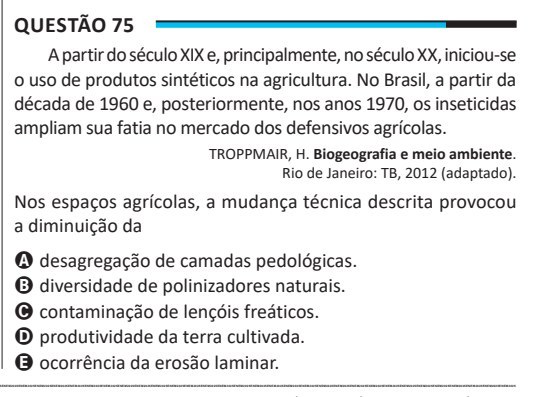 QUESTÃO 75
A partir do século XIX e, principalmente, no século XX, iniciou-se
o uso de produtos sintéticos na agricultura. No Brasil, a partir da
década de 1960 e, posteriormente, nos anos 1970, os inseticidas
ampliam sua fatia no mercado dos defensivos agrícolas.
TROPPMAIR, H. Biogeografia e meio ambiente.
Rio de Janeiro: TB, 2012 (adaptado).
Nos espaços agrícolas, a mudança técnica descrita provocou
a diminuição da
A desagregação de camadas pedológicas.
B diversidade de polinizadores naturais.
C contaminação de lençóis freáticos.
D produtividade da terra cultivada.
E ocorrência da erosão laminar.